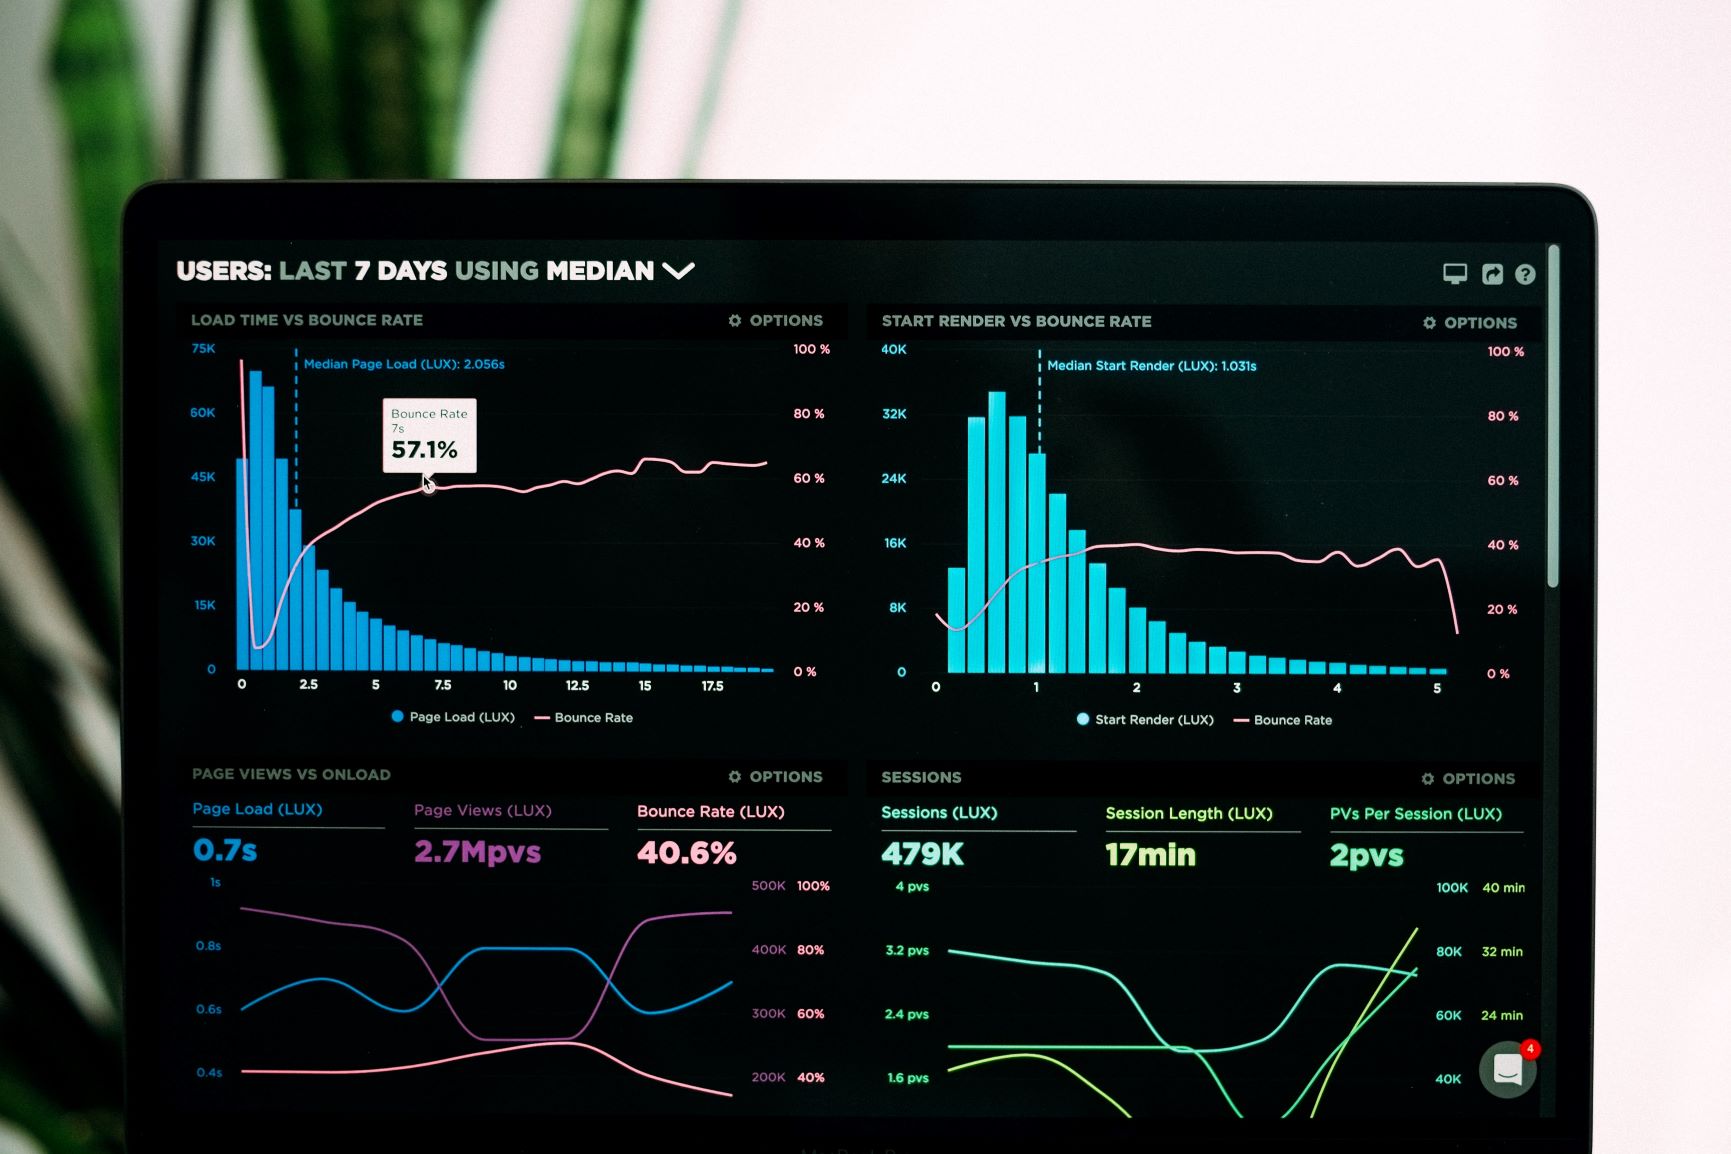 USERS: LAST 7 DAYS USING MEDIAN
LOAD TIME VS BOUNCE RATE
OPTIONS
75K
60K
45K
30K
15K
0
Median Page Load (LUX): 2.056s
Bounce Rate
7s
57.1%
100 %
80 %
60 %
40 %
20 %
0 %
0 2.5 5 7.5 10 12.5 15 17.5
Page Load (LUX) Bounce Rate
START RENDER VS BOUNCE RATE
OPTIONS
40K
32K
24K
16K
8K
0
Median Start Render (LUX): 1.031s
100 %
80 %
60 %
40 %
20 %
0 %
0 1 2 3 4 5
Start Render (LUX) Bounce Rate
PAGE VIEWS VS ONLOAD
OPTIONS
Page Load (LUX)
0.7s
Page Views (LUX)
2.7Mpvs
Bounce Rate (LUX)
40.6%
1s
0.8s
0.6s
0.4s
500K 100%
400K 80%
300K 60%
200K 40%
SESSIONS
OPTIONS
Sessions (LUX)
479K
Session Length (LUX)
17min
PVs Per Session (LUX)
2pvs
4 pvs
3.2 pvs
2.4 pvs
1.6 pvs
100K 40 min
80K 32 min
60K 24 min
40K
4